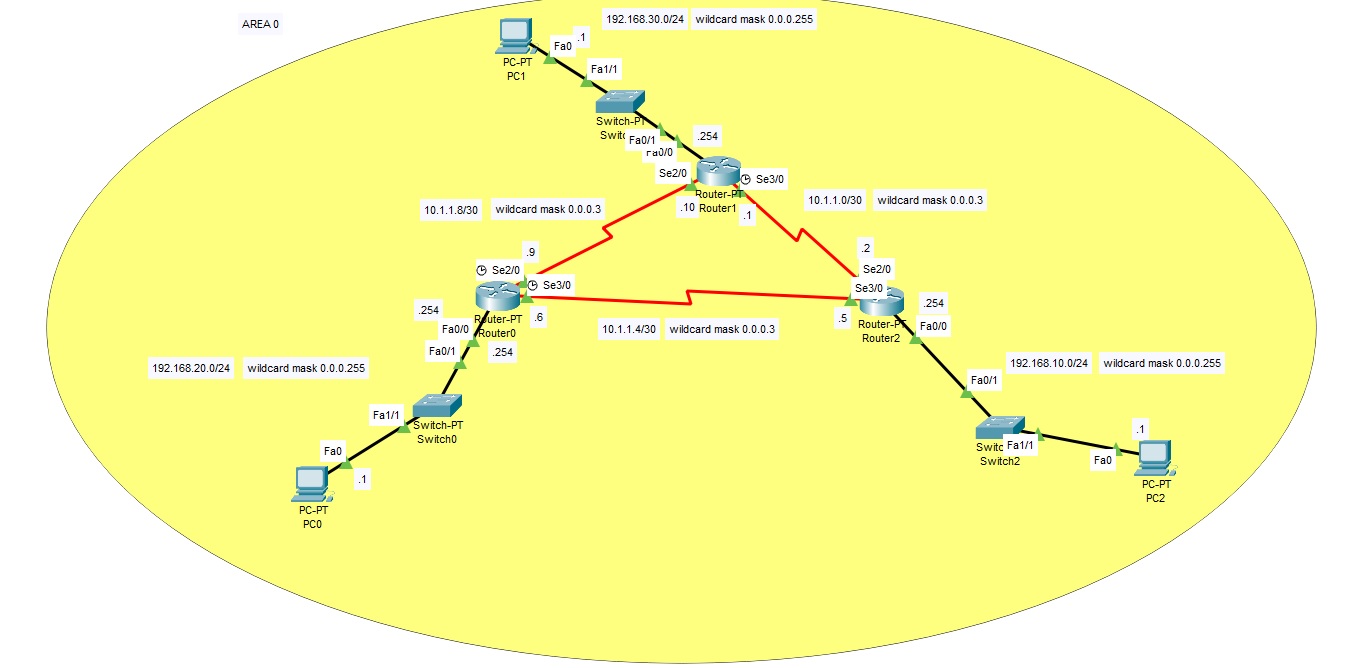 AREA 0
192.168.30.0/24
wildcard mask 0.0.0.255
.1
Fa0
PC-PT
PC1
Fa1/1
Switch-PT
Fa0/1
Fa0/0
.254
Se2/0
Se3/0
Router-PT
Router1
.10
.1
10.1.1.8/30
wildcard mask 0.0.0.3
10.1.1.0/30
wildcard mask 0.0.0.3
.9
Se2/0
Se3/0
.2
Se2/0
Se3/0
.254
Router-PT
Router0
.6
Fa0/0
.254
Fa0/1
10.1.1.4/30
wildcard mask 0.0.0.3
.5
Router-PT
Router2
.254
Fa0/0
192.168.20.0/24
wildcard mask 0.0.0.255
192.168.10.0/24
wildcard mask 0.0.0.255
Fa0/1
Fa1/1
Switch-PT
Switch0
Fa0
.1
PC-PT
PC0
Fa1/1
Switch2
.1
Fa0
PC-PT
PC2